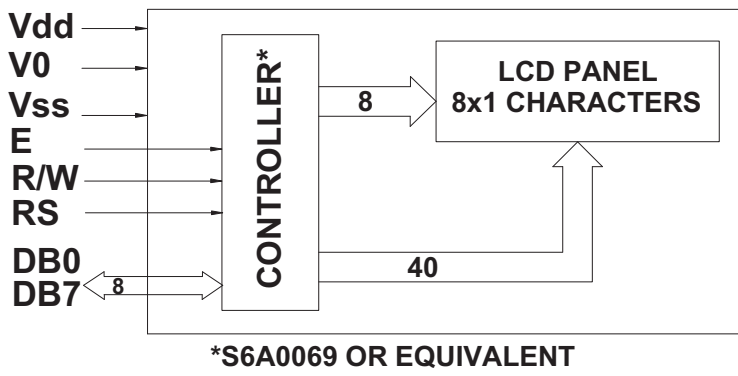 Vdd
V0
Vss
E
R/W
RS
DB0
DB7
8
CONTROLLER*
8
40
LCD PANEL
8x1 CHARACTERS
*S6A0069 OR EQUIVALENT